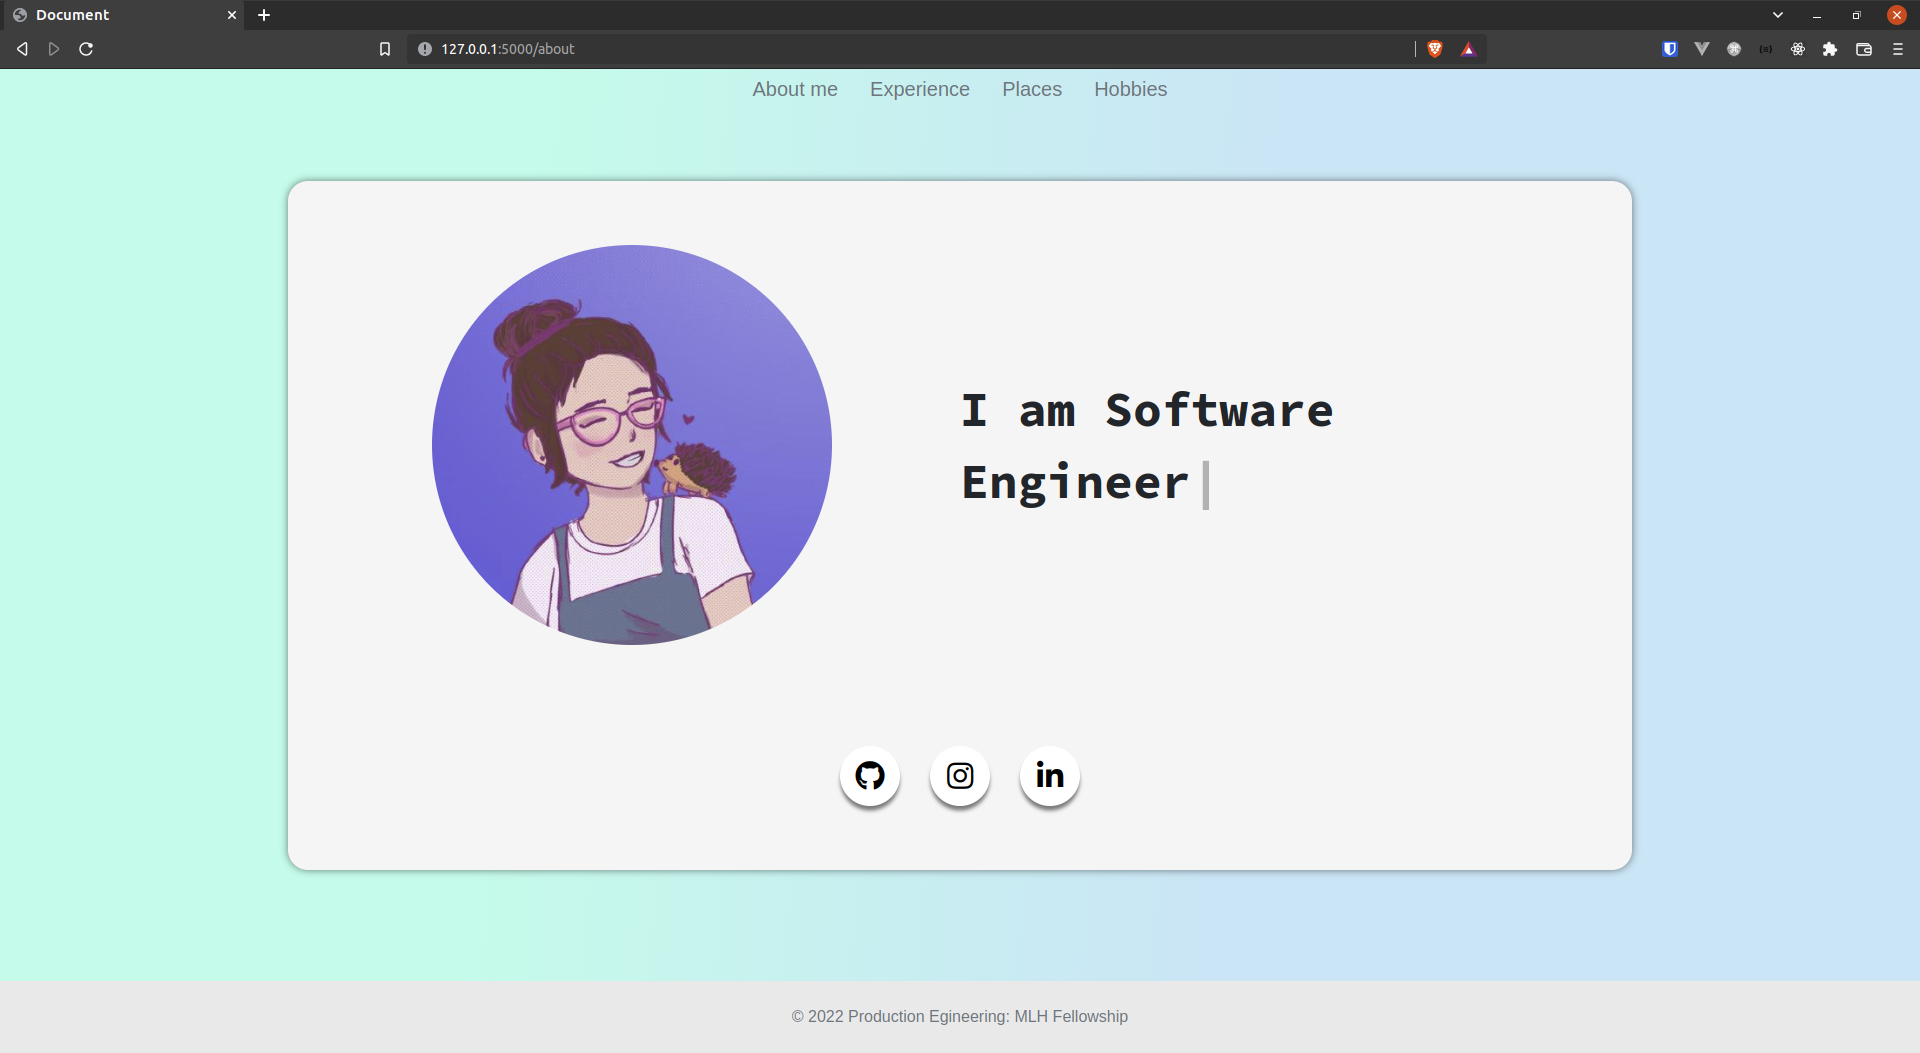 Document
127.0.0.1:5000/about
About me Experience Places Hobbies
I am Software
Engineer
in
© 2022 Production Egineering: MLH Fellowship